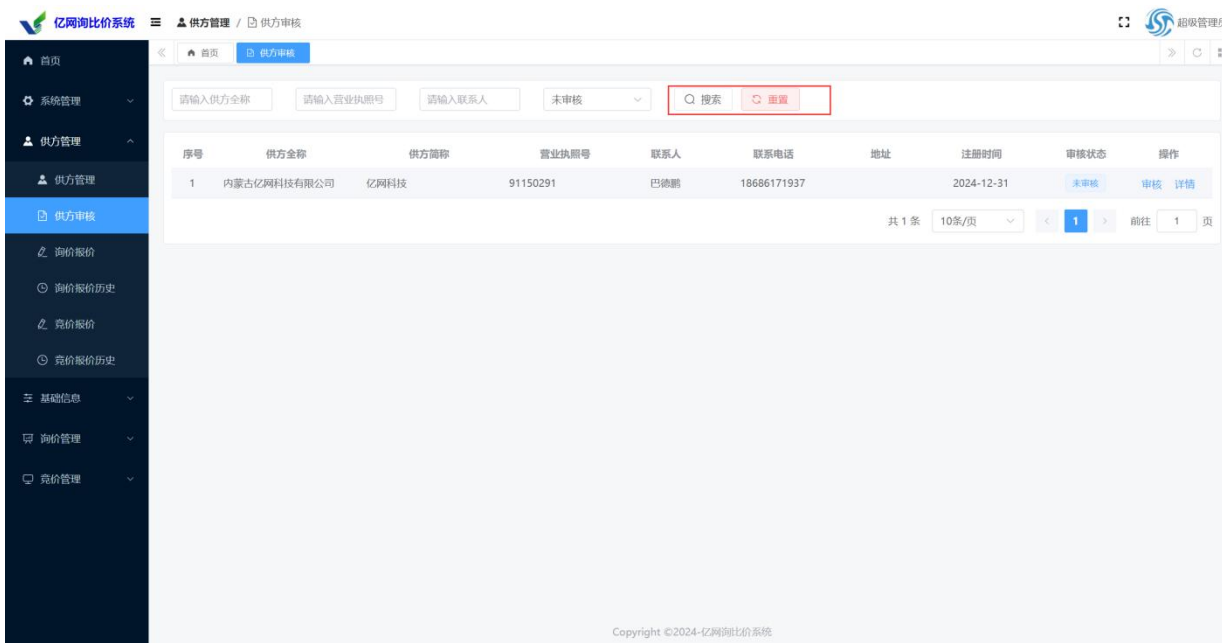 亿网询比价系统 供方管理 / 供方审核 超级管理员
首页 首页 供方审核
系统管理 请输入供方全称 请输入营业执照号 请输入联系人 未审核 搜索 重置
供方管理 序号 供方全称 供方简称 营业执照号 联系人 联系电话 地址 注册时间 审核状态 操作
供方管理 1 内蒙古亿网科技有限公司 亿网科技 91150291 巴德鹏 18686171937 2024-12-31 未审核 审核 详情
供方审核 共 1 条 10条/页 1 前往 1 页
询价报价
询价报价历史
竞价报价
竞价报价历史
基础信息
询价管理
竞价管理
Copyright ©2024-亿网询比价系统